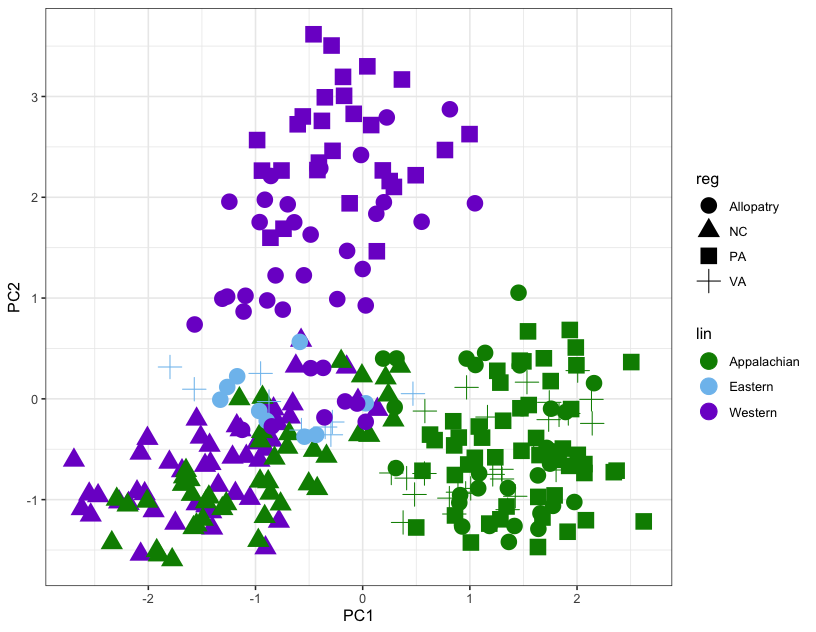 PC2
3
2
1
0
-1
-2
-1
0
1
2
PC1
reg
Allopatry
NC
PA
VA
lin
Appalachian
Eastern
Western